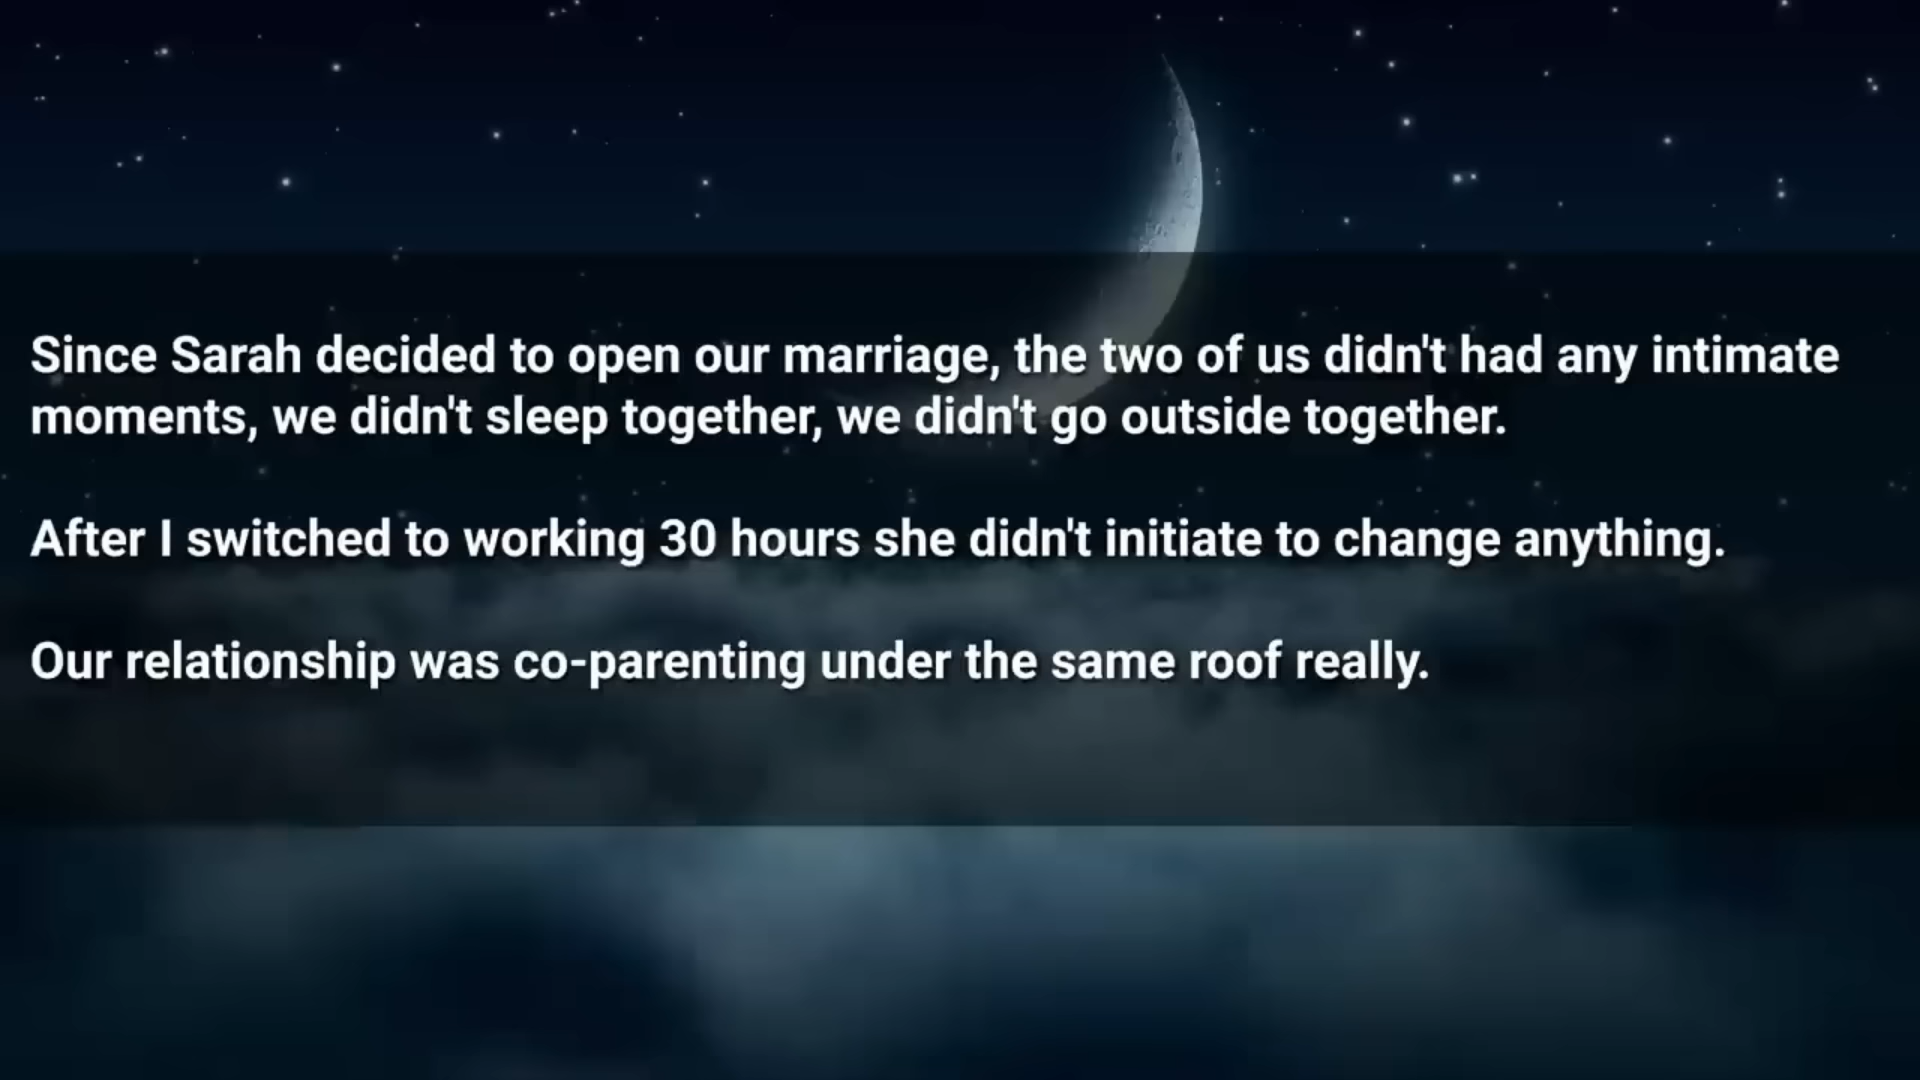 Since Sarah decided to open our marriage, the two of us didn't had any intimate
moments, we didn't sleep together, we didn't go outside together.
After I switched to working 30 hours she didn't initiate to change anything.
Our relationship was co-parenting under the same roof really.